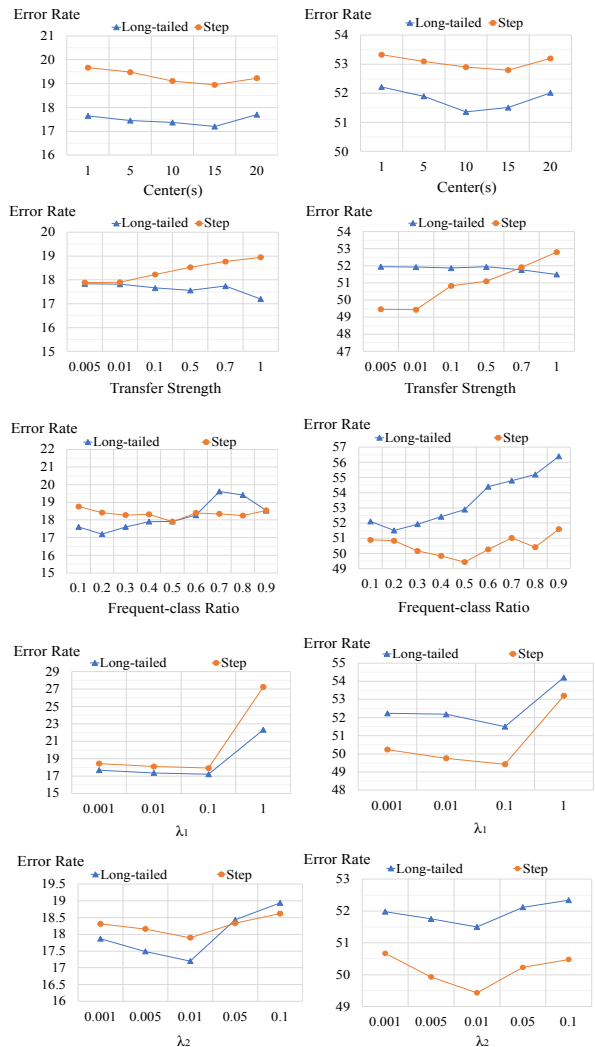 Error Rate
Long-tailed Step
21
20
19
18
17
16
1 5 10 15 20
Center(s)
Error Rate
Long-tailed Step
54
53
52
51
50
1 5 10 15 20
Center(s)
Error Rate
Long-tailed Step
20
19
18
17
16
15
0.005 0.01 0.1 0.5 0.7 1
Transfer Strength
Error Rate
Long-tailed Step
53
52
51
50
49
48
47
0.005 0.01 0.1 0.5 0.7 1
Transfer Strength
Error Rate
Long-tailed Step
22
21
20
19
18
17
16
15
0.1 0.2 0.3 0.4 0.5 0.6 0.7 0.8 0.9
Frequent-class Ratio
Error Rate
Long-tailed Step
57
56
55
54
53
52
51
50
49
0.1 0.2 0.3 0.4 0.5 0.6 0.7 0.8 0.9
Frequent-class Ratio
Error Rate
Long-tailed Step
29
27
25
23
21
19
17
15
0.001 0.01 0.1 1
λ₁
Error Rate
Long-tailed Step
55
54
53
52
51
50
49
48
0.001 0.01 0.1 1
λ₁
Error Rate
Long-tailed Step
19.5
19
18.5
18
17.5
17
16.5
16
0.001 0.005 0.01 0.05 0.1
λ₂
Error Rate
Long-tailed Step
53
52
51
50
49
0.001 0.005 0.01 0.05 0.1
λ₂